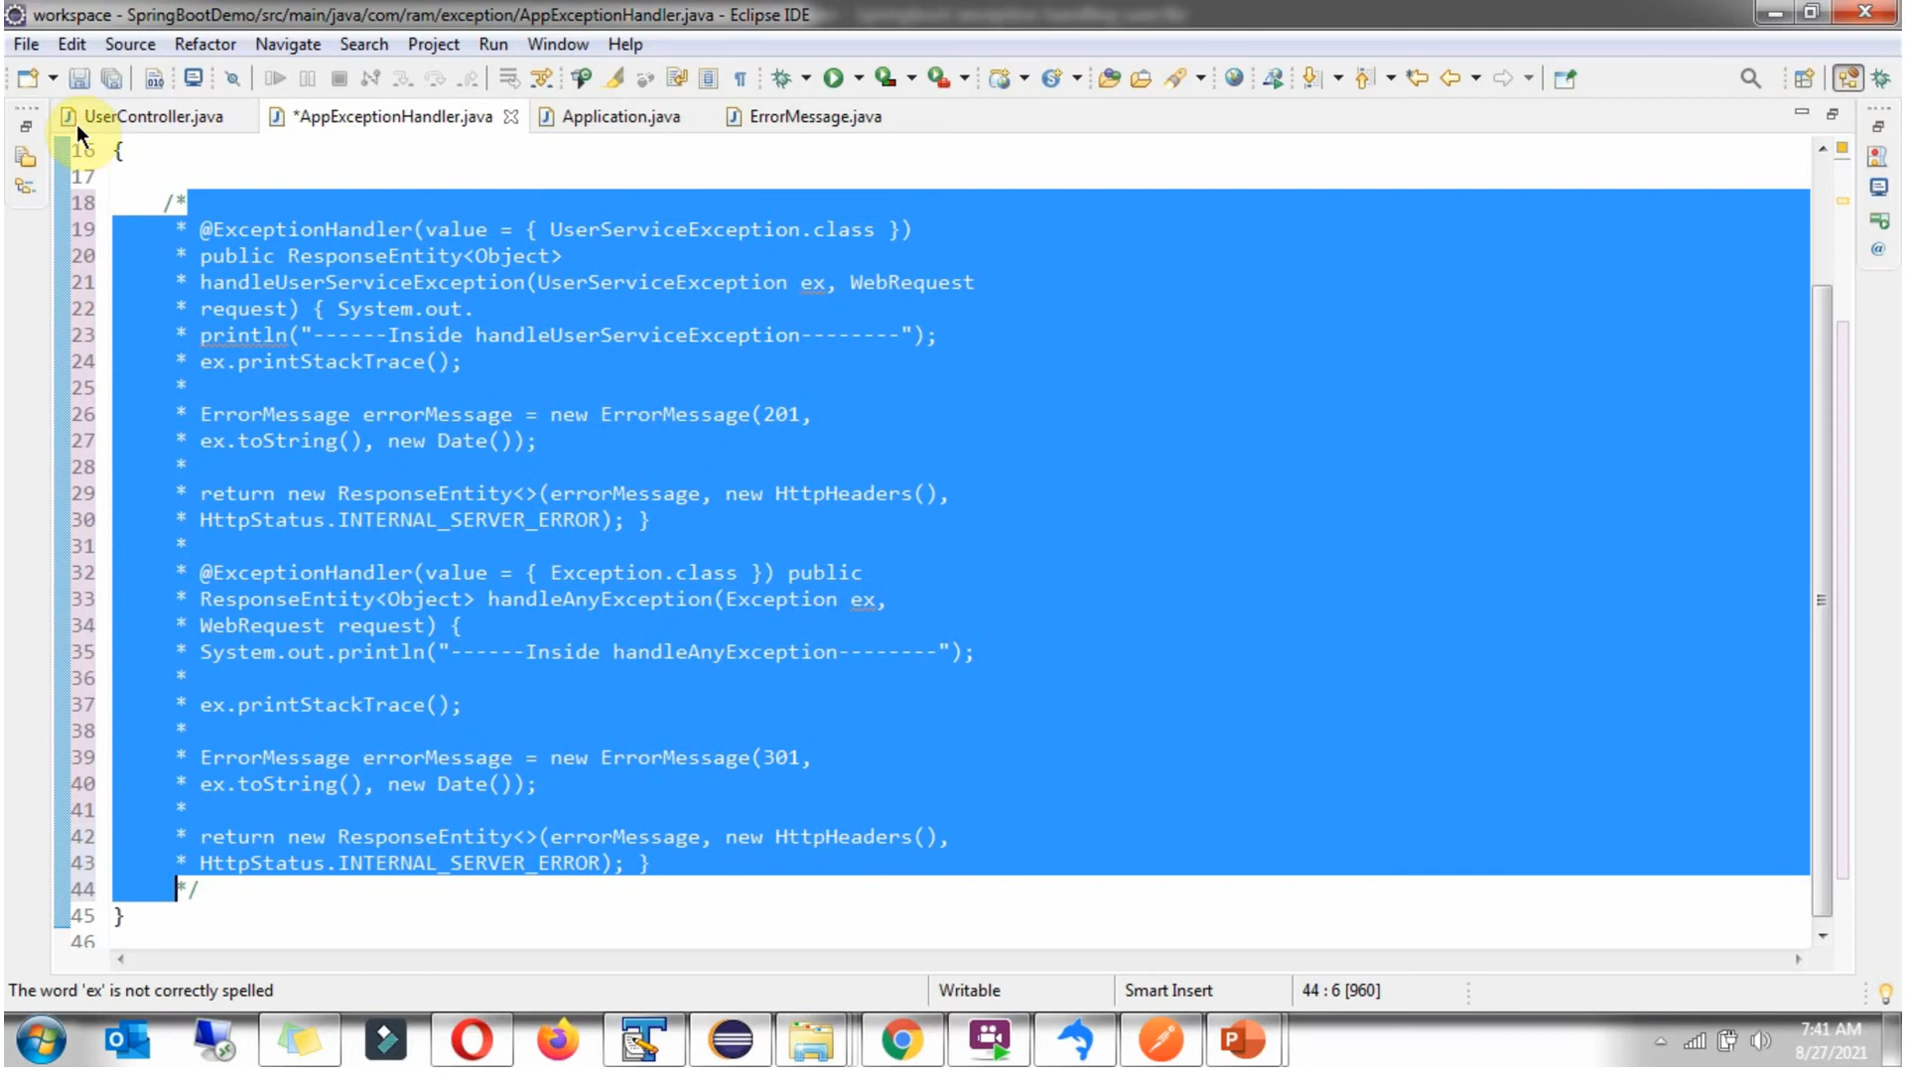 workspace - SpringBootDemo/src/main/java/com/ram/exception/AppExceptionHandler.java - Eclipse IDE
File Edit Source Refactor Navigate Search Project Run Window Help
UserController.java *AppExceptionHandler.java Application.java ErrorMessage.java
16 {
17
18 /*
19 * @ExceptionHandler(value = { UserServiceException.class })
20 * public ResponseEntity<Object>
21 * handleUserServiceException(UserServiceException ex, WebRequest
22 * request) { System.out.
23 * println("------Inside handleUserServiceException--------");
24 * ex.printStackTrace();
25 *
26 * ErrorMessage errorMessage = new ErrorMessage(201,
27 * ex.toString(), new Date());
28 *
29 * return new ResponseEntity<>(errorMessage, new HttpHeaders(),
30 * HttpStatus.INTERNAL_SERVER_ERROR); }
31 *
32 * @ExceptionHandler(value = { Exception.class }) public
33 * ResponseEntity<Object> handleAnyException(Exception ex,
34 * WebRequest request) {
35 * System.out.println("------Inside handleAnyException--------");
36 *
37 * ex.printStackTrace();
38 *
39 * ErrorMessage errorMessage = new ErrorMessage(301,
40 * ex.toString(), new Date());
41 *
42 * return new ResponseEntity<>(errorMessage, new HttpHeaders(),
43 * HttpStatus.INTERNAL_SERVER_ERROR); }
44 */
45 }
46
The word 'ex' is not correctly spelled Writable Smart Insert 44 : 6 [960]
7:41 AM
8/27/2021